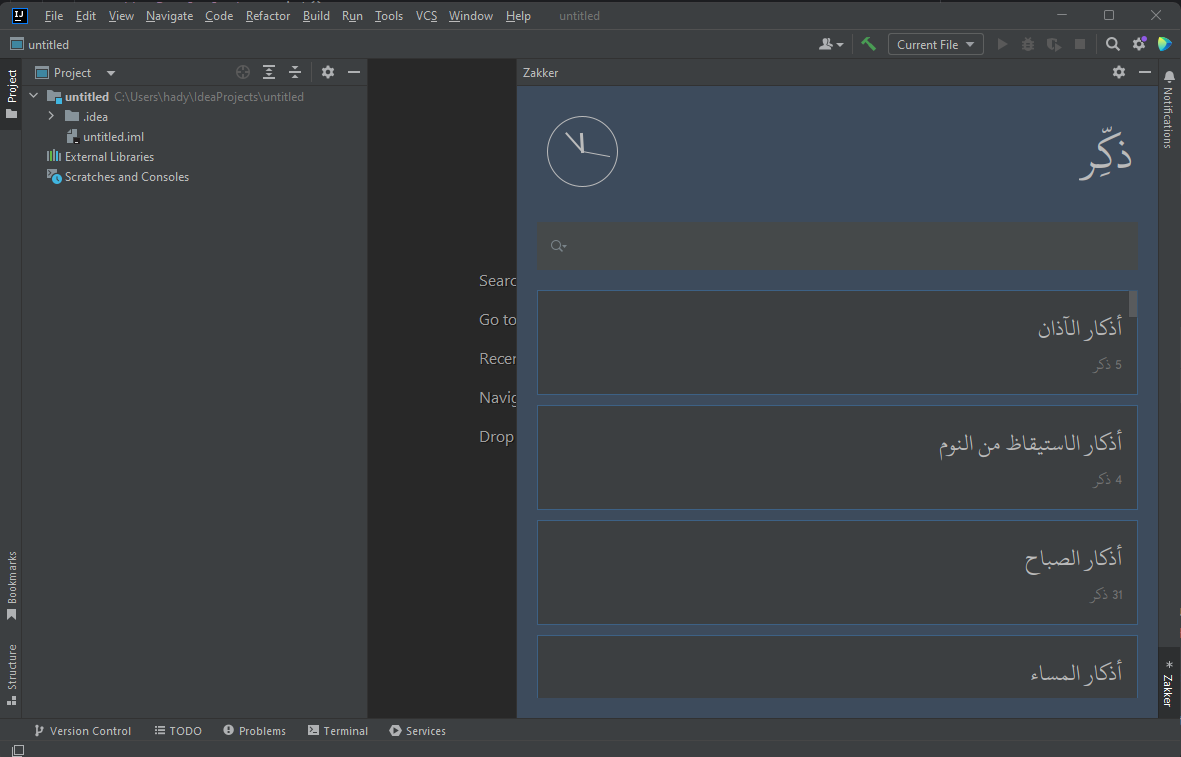 File Edit View Navigate Code Refactor Build Run Tools VCS Window Help untitled
untitled
Current File
Project
Project
untitled C:\Users\hady\IdeaProjects\untitled
.idea
untitled.iml
External Libraries
Scratches and Consoles
Bookmarks
Structure
Searc
Go to
Recen
Navig
Drop
Zakker
ذكِّر
أذكار الآذان
5 ذكر
أذكار الاستيقاظ من النوم
4 ذكر
أذكار الصباح
31 ذكر
أذكار المساء
Notifications
Zakker
Version Control TODO Problems Terminal Services